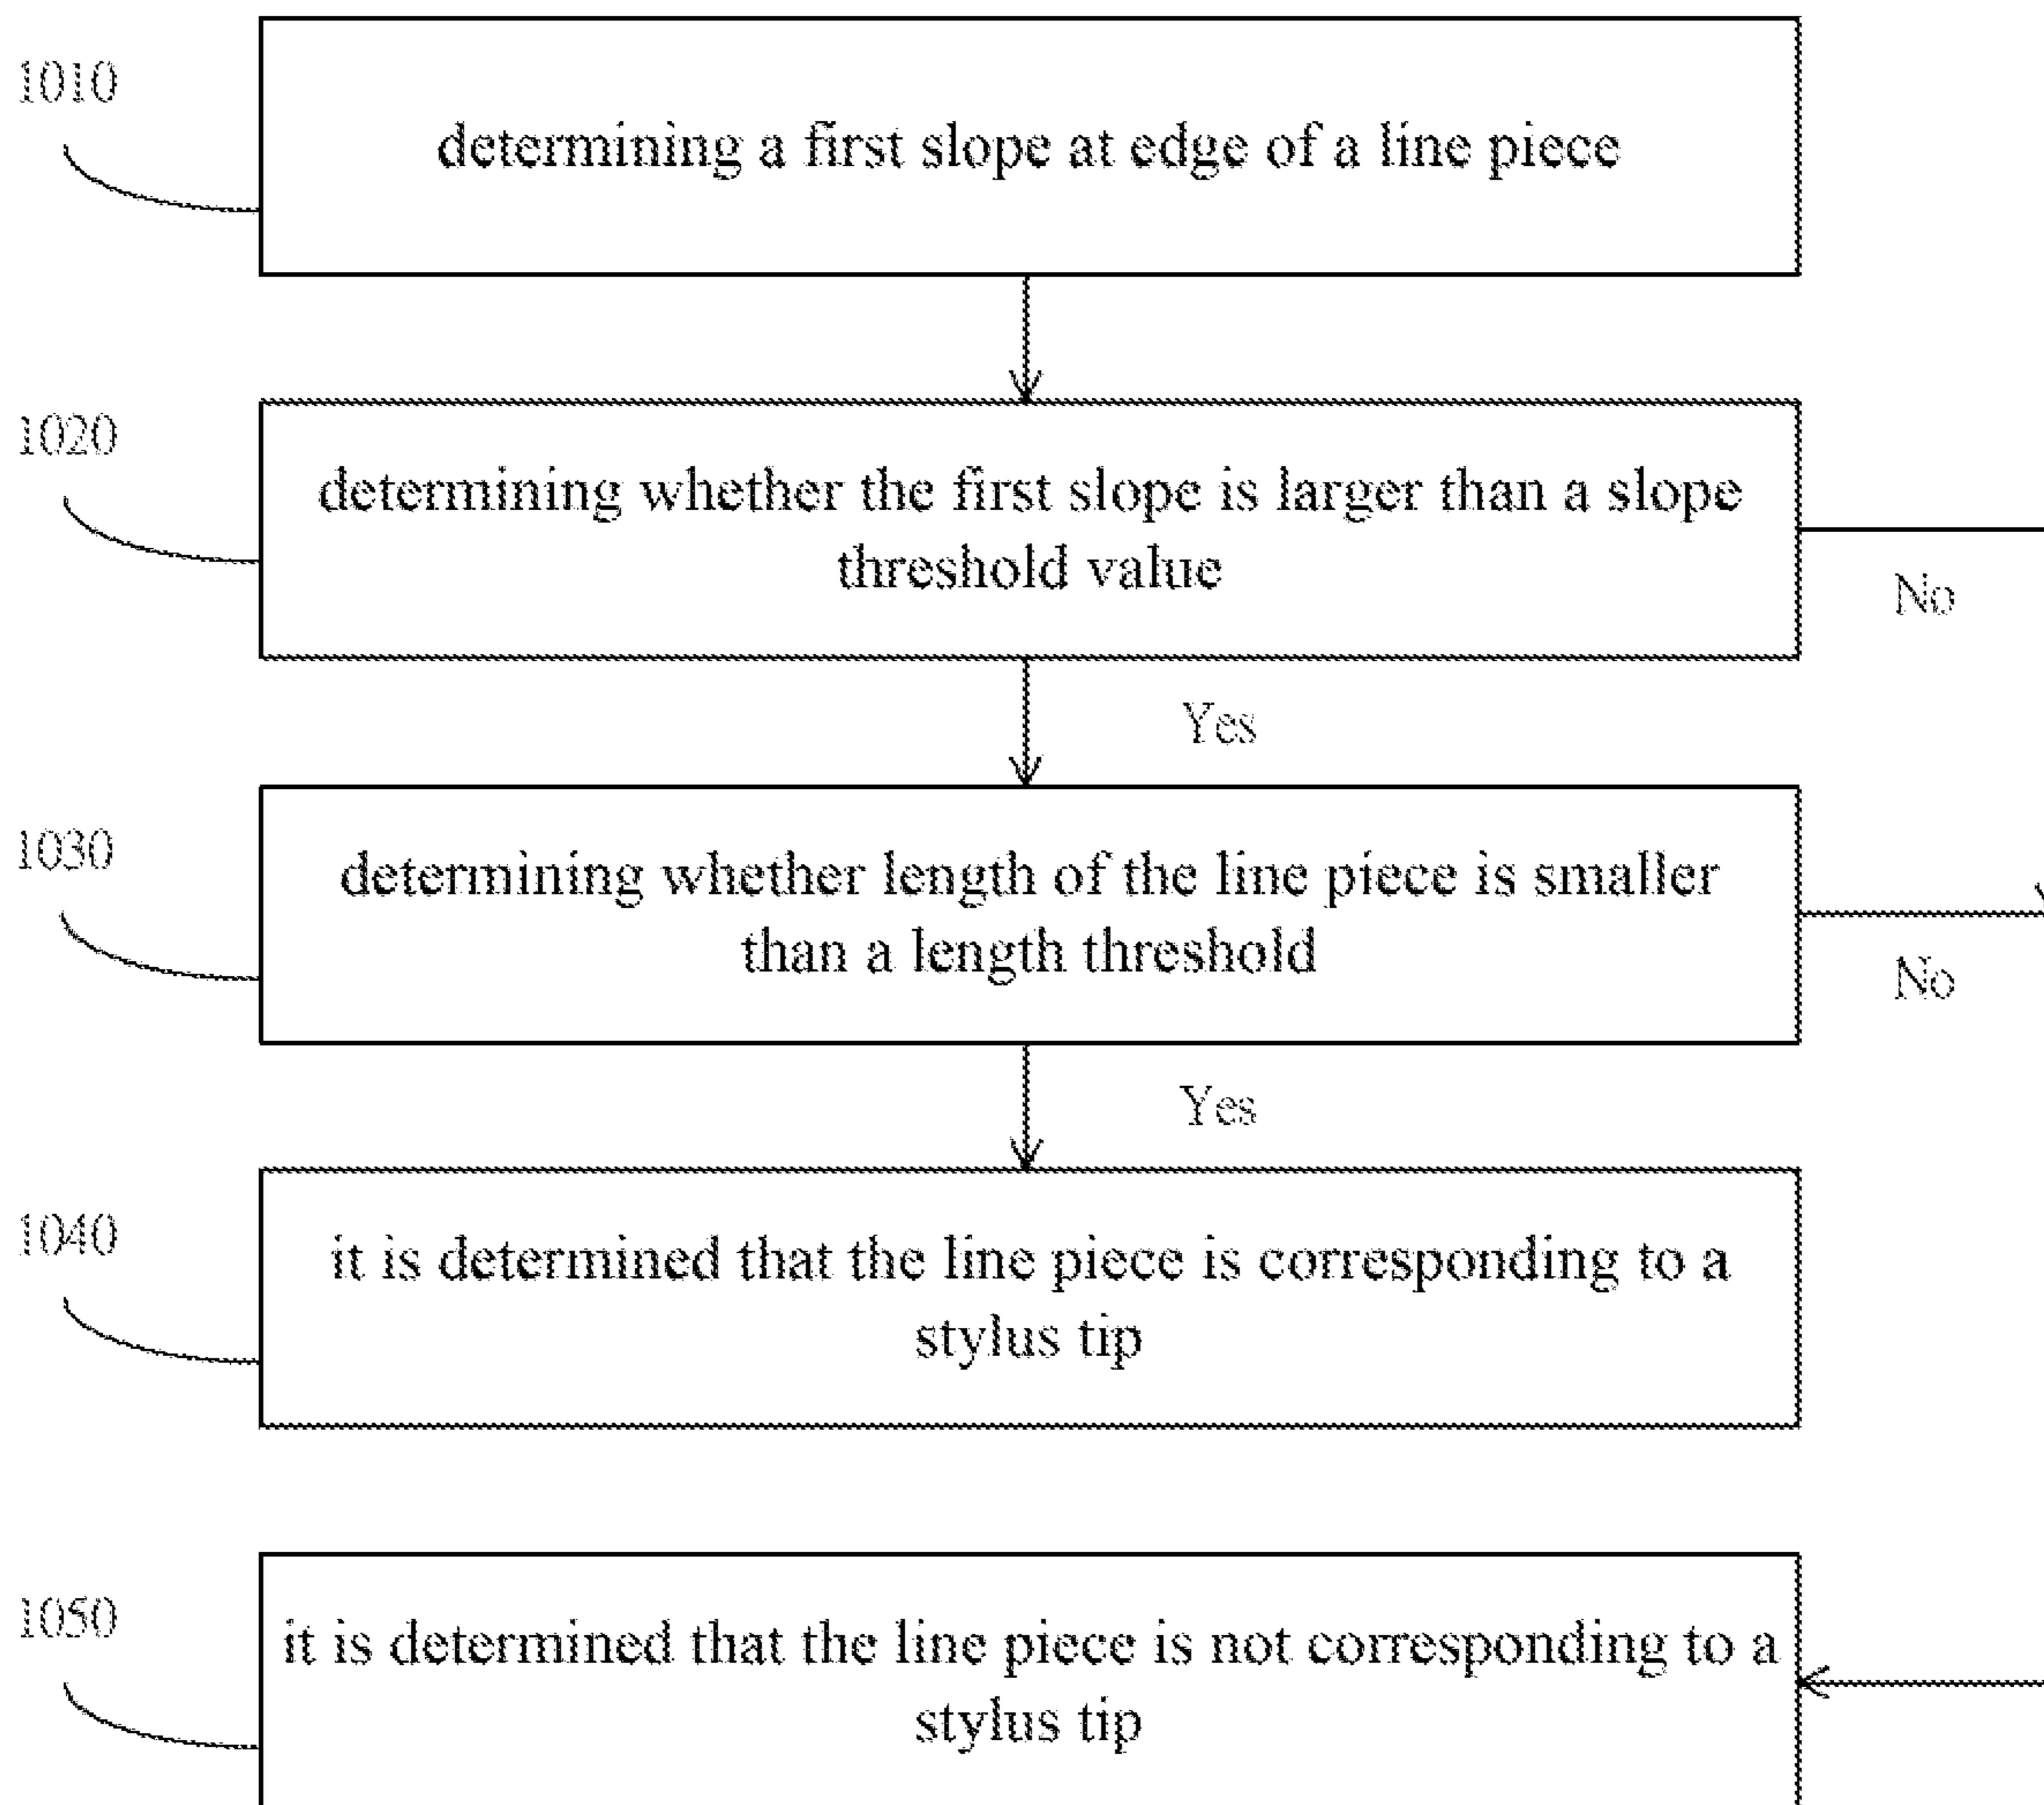 1010
determining a first slope at edge of a line piece
1020
determining whether the first slope is larger than a slope
threshold value
No
Yes
1030
determining whether length of the line piece is smaller
than a length threshold
No
Yes
1040
it is determined that the line piece is corresponding to a
stylus tip
1050
it is determined that the line piece is not corresponding to a
stylus tip